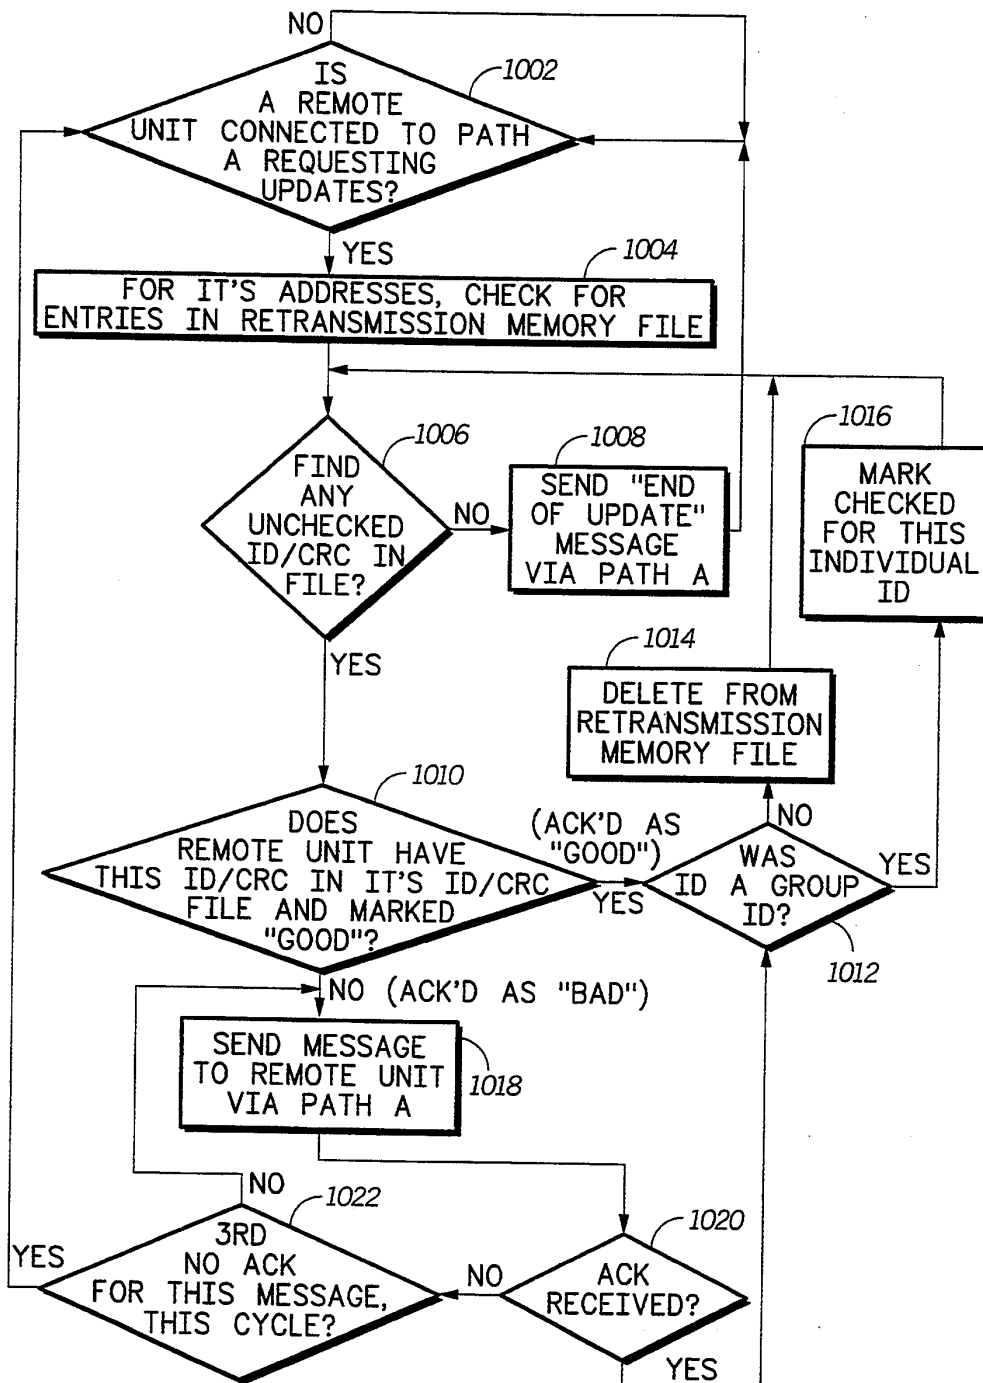 NO
1002
IS
A REMOTE
UNIT CONNECTED TO PATH
A REQUESTING
UPDATES?
YES
1004
FOR IT'S ADDRESSES, CHECK FOR
ENTRIES IN RETRANSMISSION MEMORY FILE
1006
FIND
ANY
UNCHECKED
ID/CRC IN
FILE?
NO
1008
SEND "END
OF UPDATE"
MESSAGE
VIA PATH A
1016
MARK
CHECKED
FOR THIS
INDIVIDUAL
ID
YES
1014
DELETE FROM
RETRANSMISSION
MEMORY FILE
1010
DOES
REMOTE UNIT HAVE
THIS ID/CRC IN IT'S ID/CRC
FILE AND MARKED
"GOOD"?
(ACK'D AS
"GOOD")
YES
NO
WAS
ID A GROUP
ID?
YES
1012
NO (ACK'D AS "BAD")
SEND MESSAGE
TO REMOTE UNIT
VIA PATH A
1018
NO
1022
3RD
NO ACK
FOR THIS MESSAGE,
THIS CYCLE?
YES
NO
1020
ACK
RECEIVED?
YES